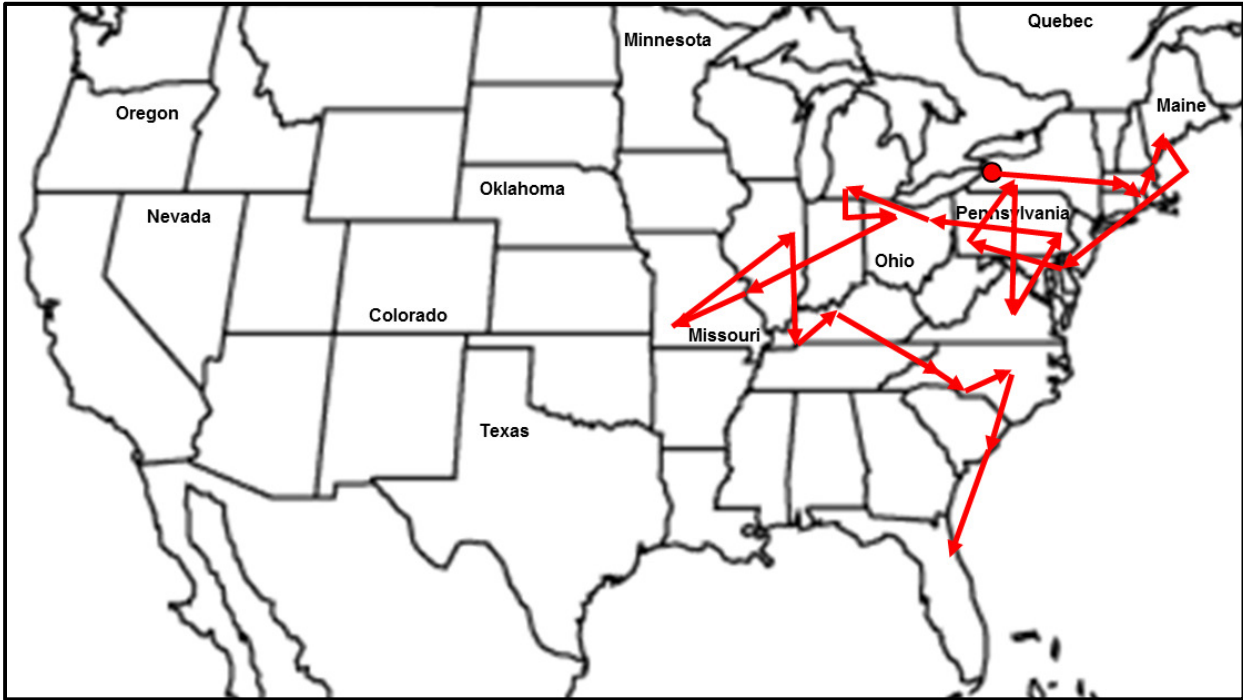 Quebec
Minnesota
Maine
Oregon
Oklahoma
Nevada
Pennsylvania
Ohio
Colorado
Missouri
Texas